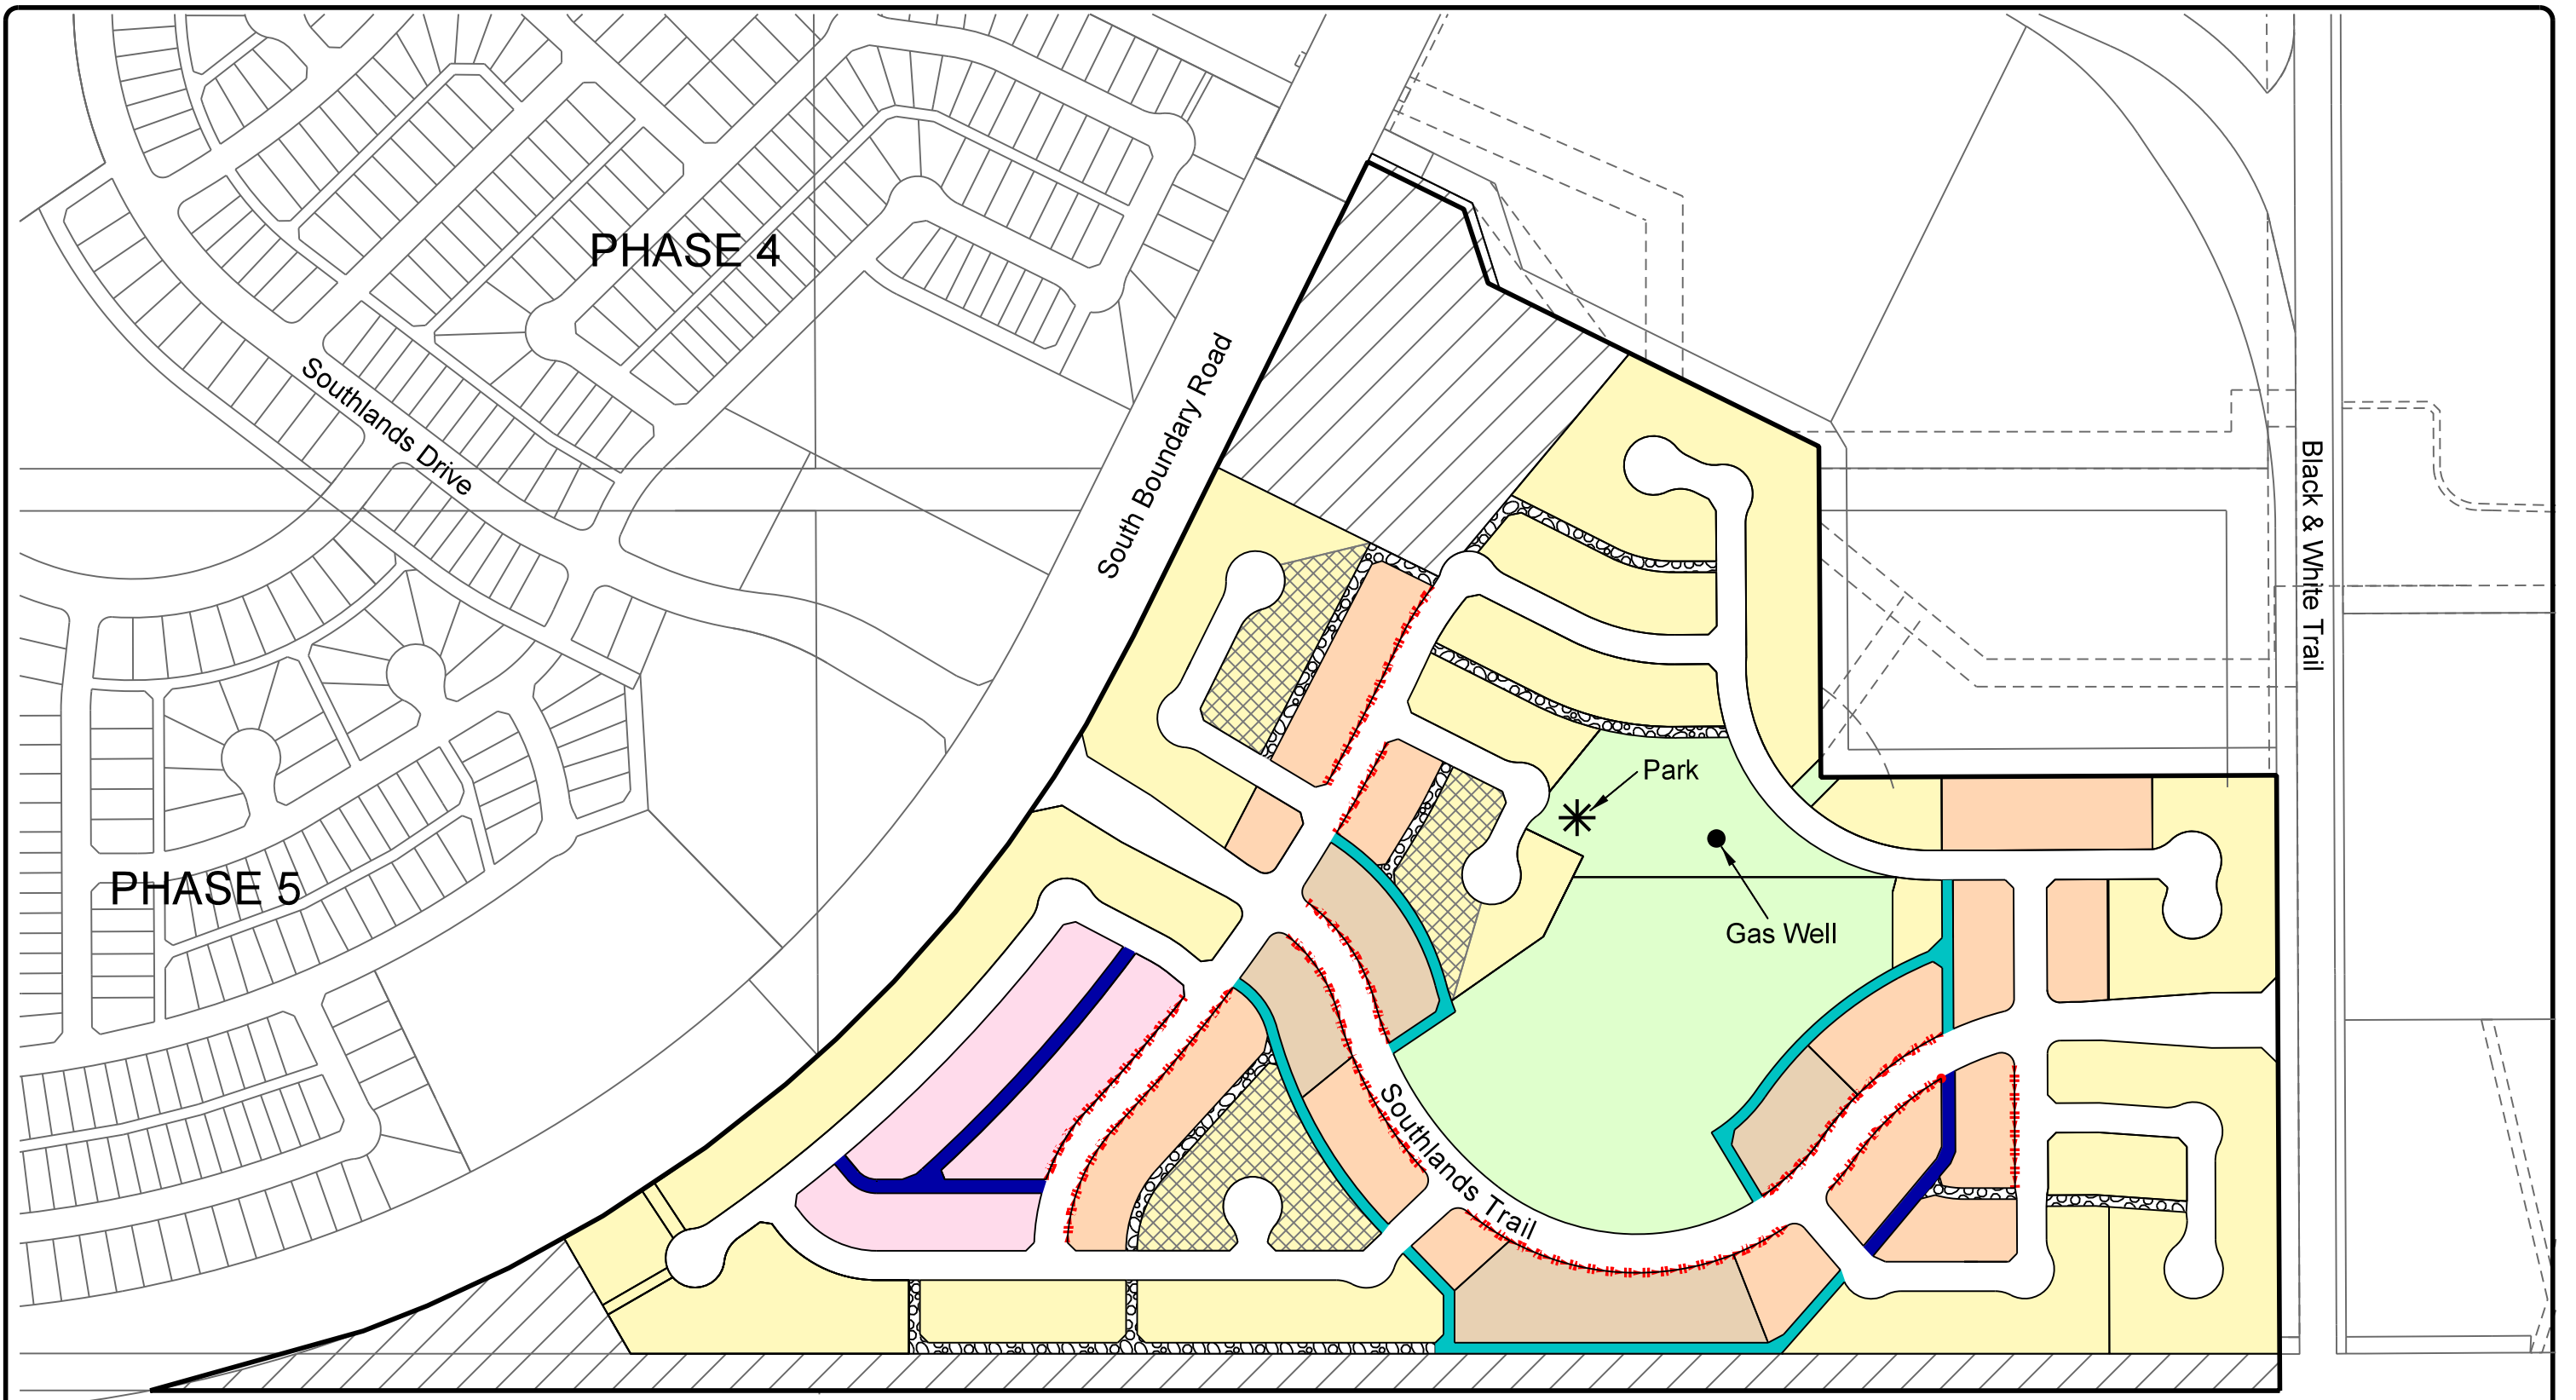 PHASE 4
Southlands Drive
South Boundary Road
Black & White Trail
Park
PHASE 5
Gas Well
Southlands Trail